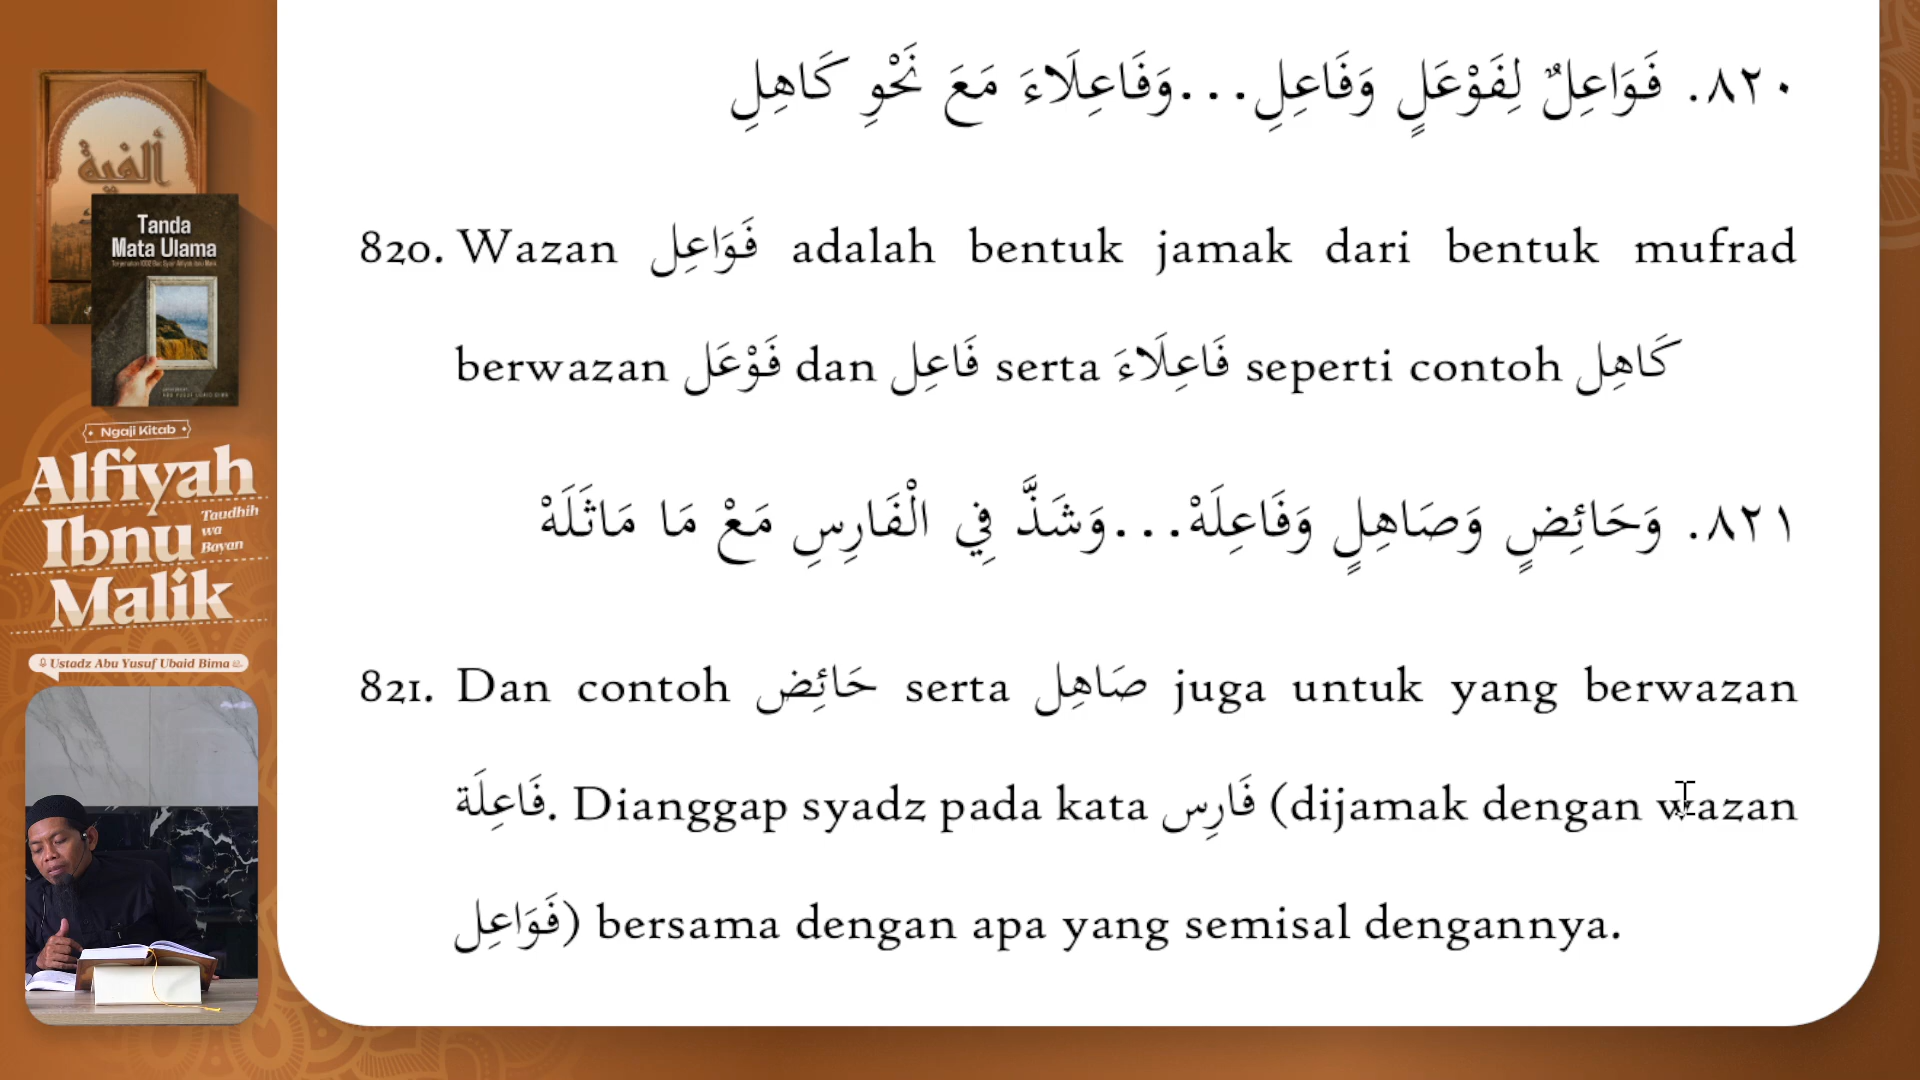 ألفية
Tanda
Mata Ulama
Ngaji Kitab
Alfiyah
Ibnu
Taudhih
wa
Bayan
Malik
Ustadz Abu Yusuf Ubaid Bima
٨٢٠. فَوَاعِلٌ لِفَوْعَلٍ وَفَاعِلِ...وَفَاعِلَاءَ مَعَ نَحْوِ كَاهِلِ
820. Wazan فَوَاعِل adalah bentuk jamak dari bentuk mufrad
berwazan فَوْعَل dan فَاعِل serta فَاعِلَاءَ seperti contoh كَاهِل
٨٢١. وَحَائِضٍ وَصَاهِلٍ وَفَاعِلَهْ...وَشَذَّ فِي الْفَارِسِ مَعْ مَا مَاثَلَهْ
821. Dan contoh حَائِض serta صَاهِل juga untuk yang berwazan
فَاعِلَة. Dianggap syadz pada kata فَارِس (dijamak dengan wazan
فَوَاعِل) bersama dengan apa yang semisal dengannya.